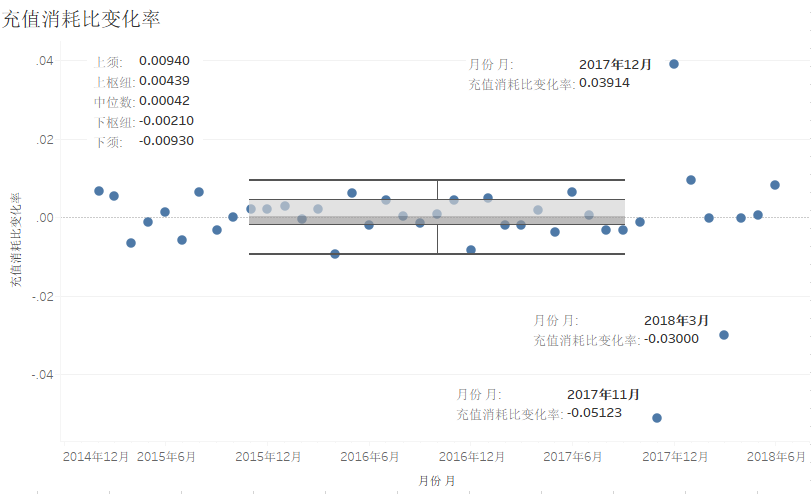 充值消耗比变化率
.04
.02
.00
-.02
-.04
充值消耗比变化率
上须: 0.00940
上枢纽: 0.00439
中位数: 0.00042
下枢纽: -0.00210
下须: -0.00930
月份 月: 2017年12月
充值消耗比变化率: 0.03914
月份 月: 2018年3月
充值消耗比变化率: -0.03000
月份 月: 2017年11月
充值消耗比变化率: -0.05123
2014年12月 2015年6月 2015年12月 2016年6月 2016年12月 2017年6月 2017年12月 2018年6月
月份 月